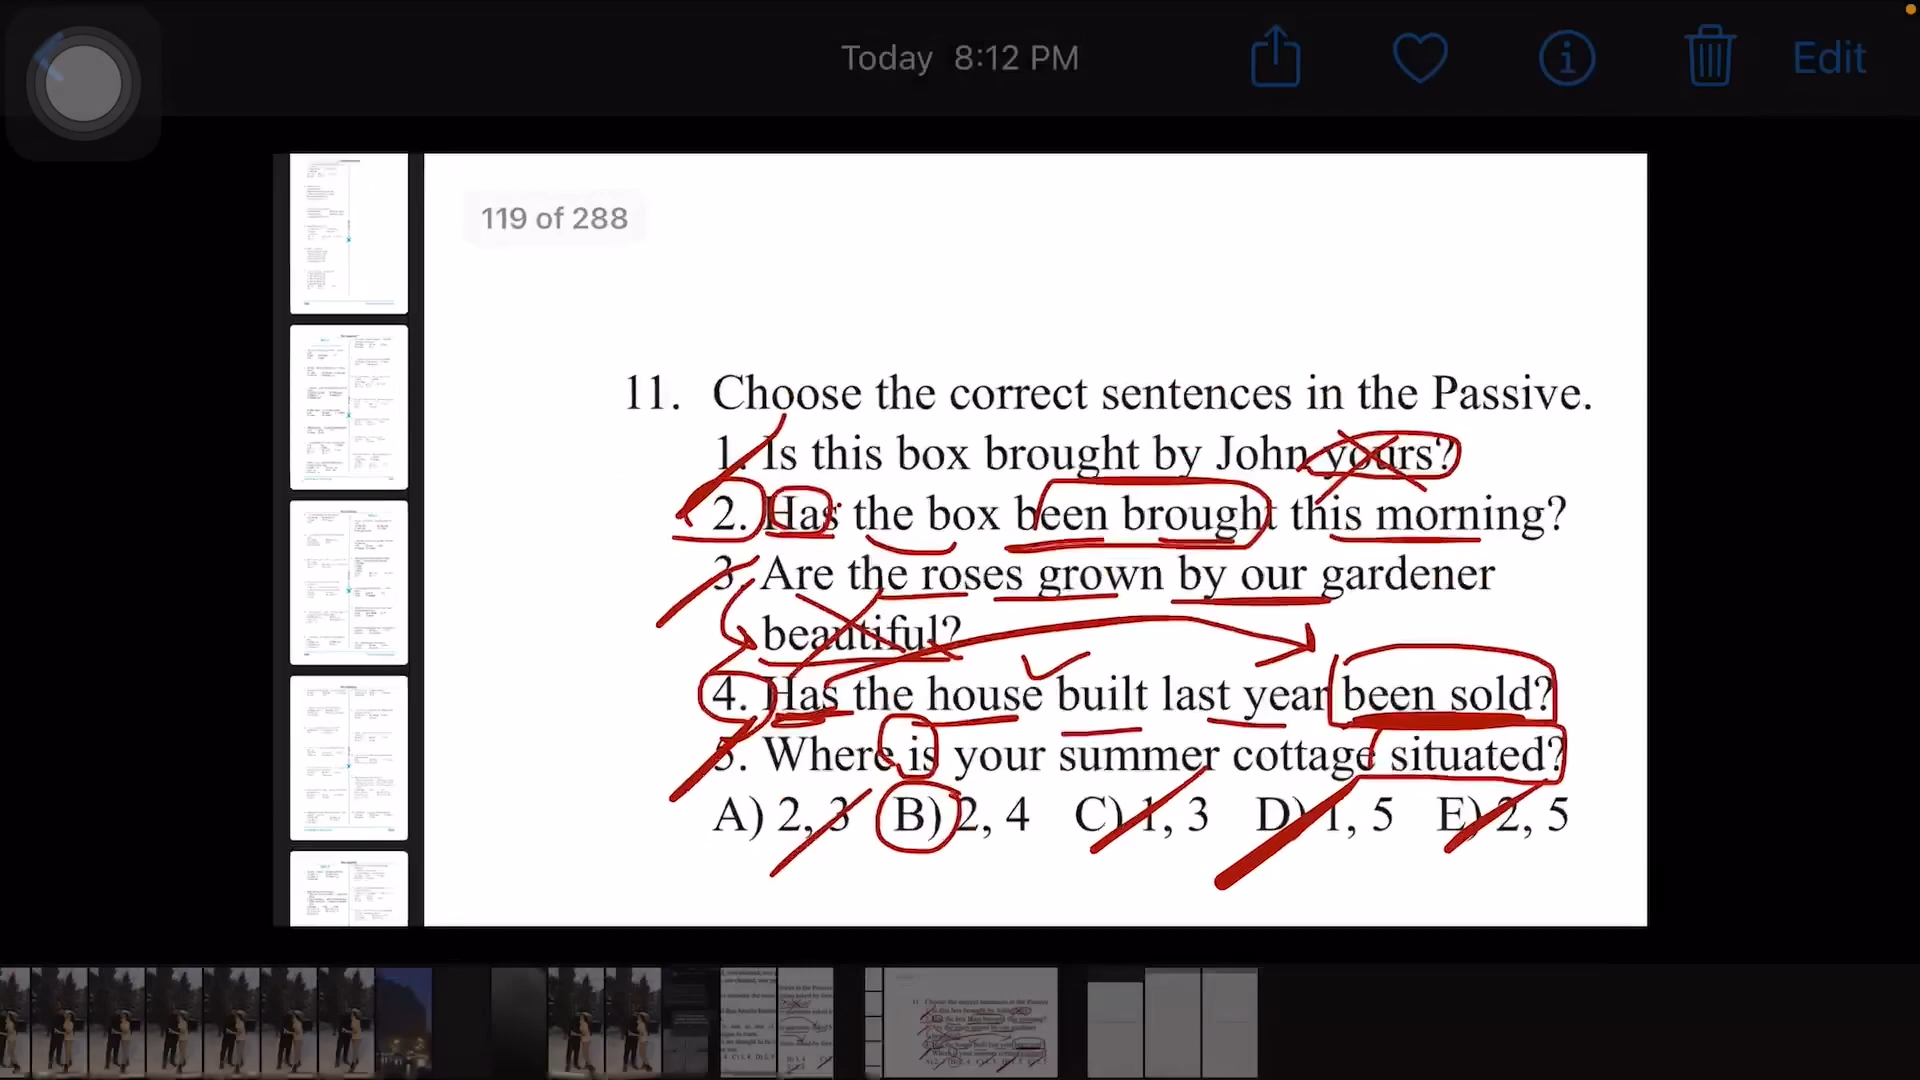 Today 8:12 PM
Edit
119 of 288
11. Choose the correct sentences in the Passive.
1. Is this box brought by John yours?
2. Has the box been brought this morning?
3. Are the roses grown by our gardener
beautiful?
4. Has the house built last year been sold?
5. Where is your summer cottage situated?
A) 2, 3 B) 2, 4 C) 1, 3 D) 1, 5 E) 2, 5